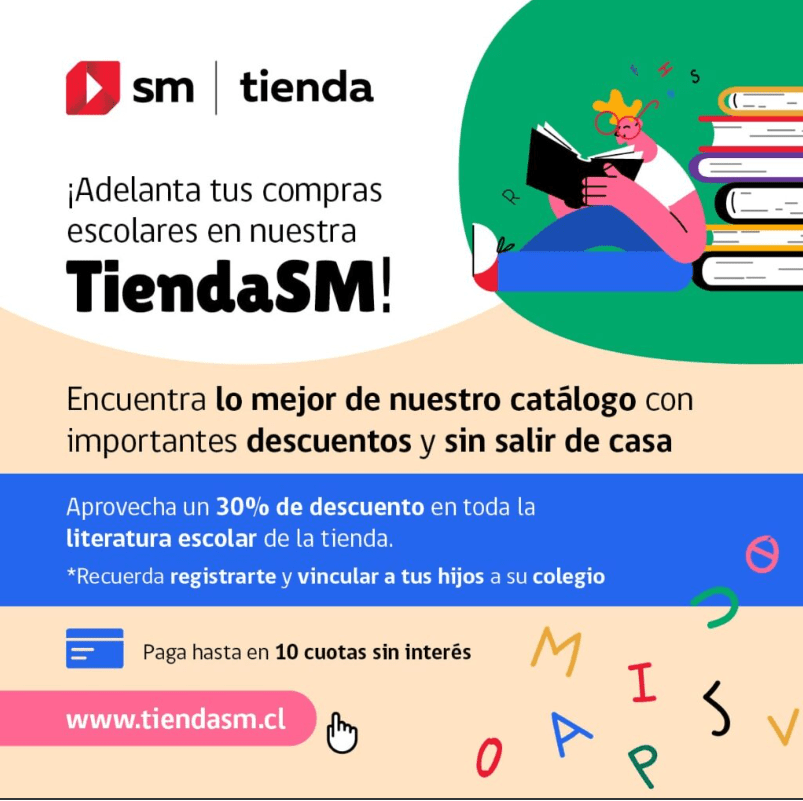 sm | tienda
¡Adelanta tus compras
escolares en nuestra
TiendaSM!
F H S
R
Encuentra lo mejor de nuestro catálogo con
importantes descuentos y sin salir de casa
Aprovecha un 30% de descuento en toda la
literatura escolar de la tienda.
*Recuerda registrarte y vincular a tus hijos a su colegio
Paga hasta en 10 cuotas sin interés
www.tiendasm.cl
M
I
S
V
A
O
P